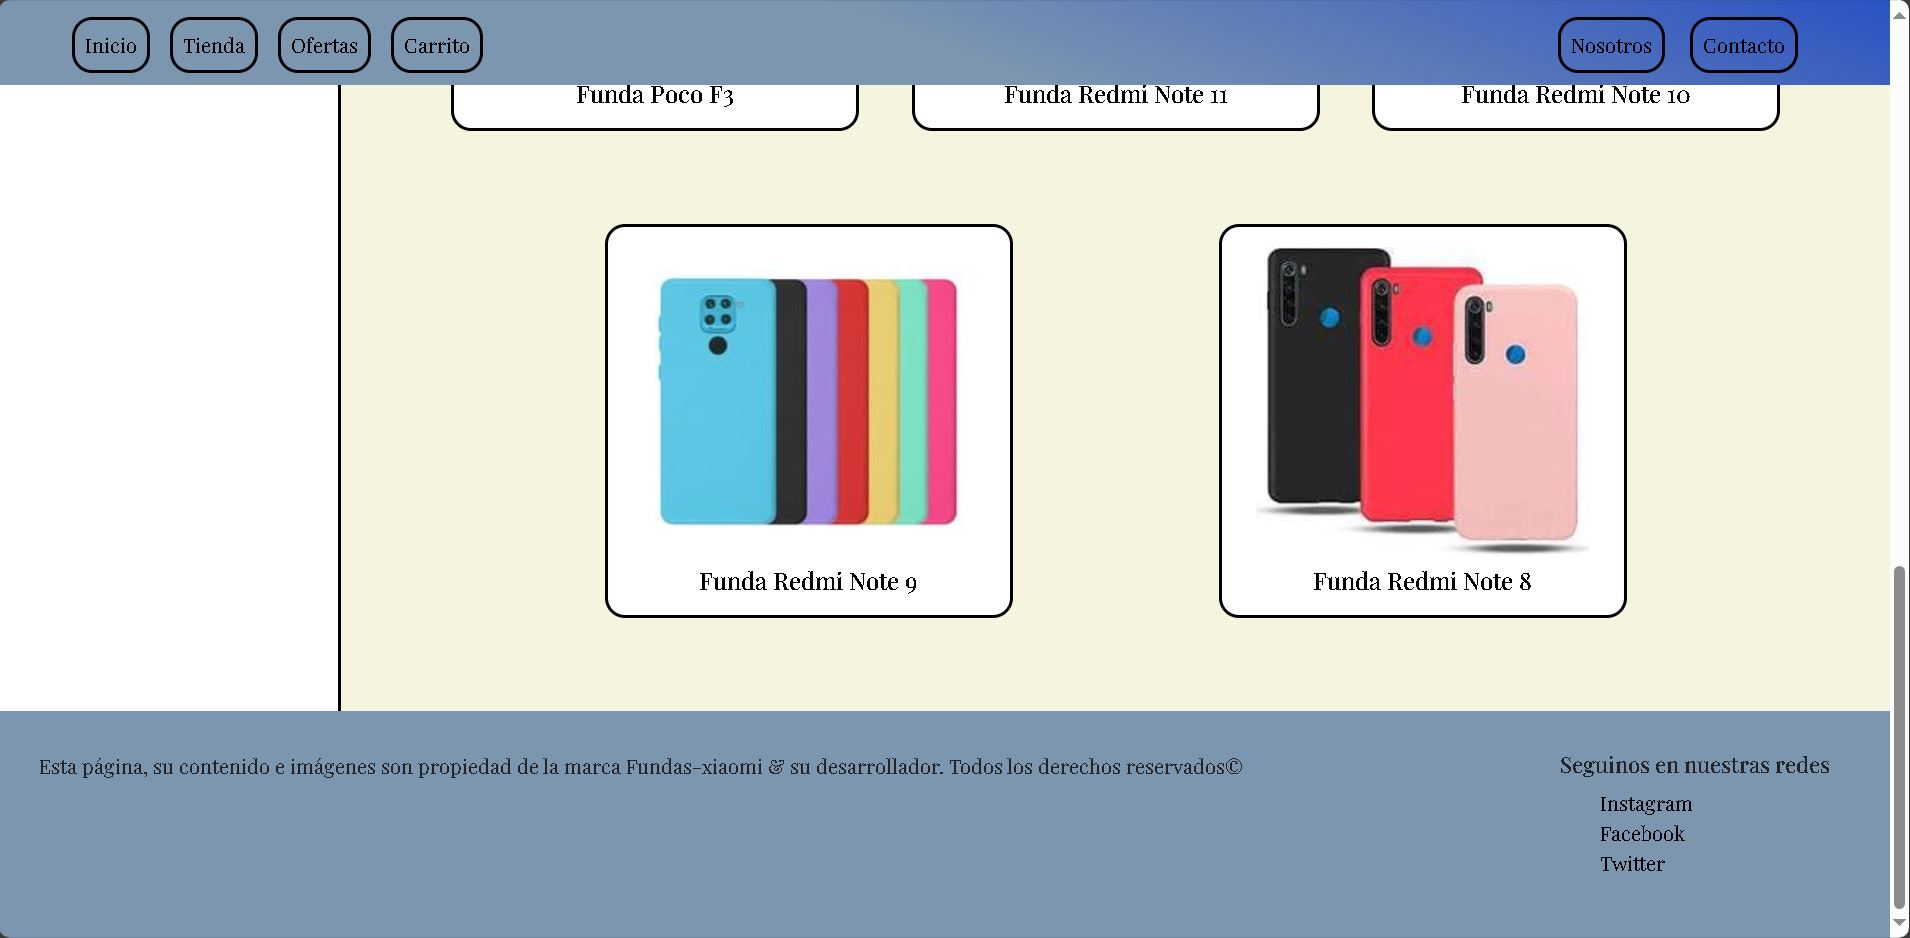 Inicio
Tienda
Ofertas
Carrito
Nosotros
Contacto
Funda Poco F3
Funda Redmi Note 11
Funda Redmi Note 10
Funda Redmi Note 9
Funda Redmi Note 8
Esta página, su contenido e imágenes son propiedad de la marca Fundas-xiaomi & su desarrollador. Todos los derechos reservados©
Seguinos en nuestras redes
Instagram
Facebook
Twitter